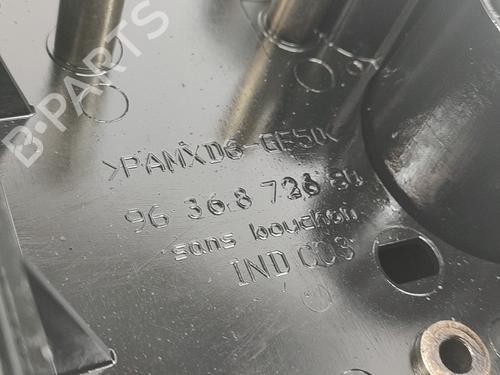 B-PARTS
>PAMXD6-GF50<
96 368 726 80
sans bouchon
IND C03